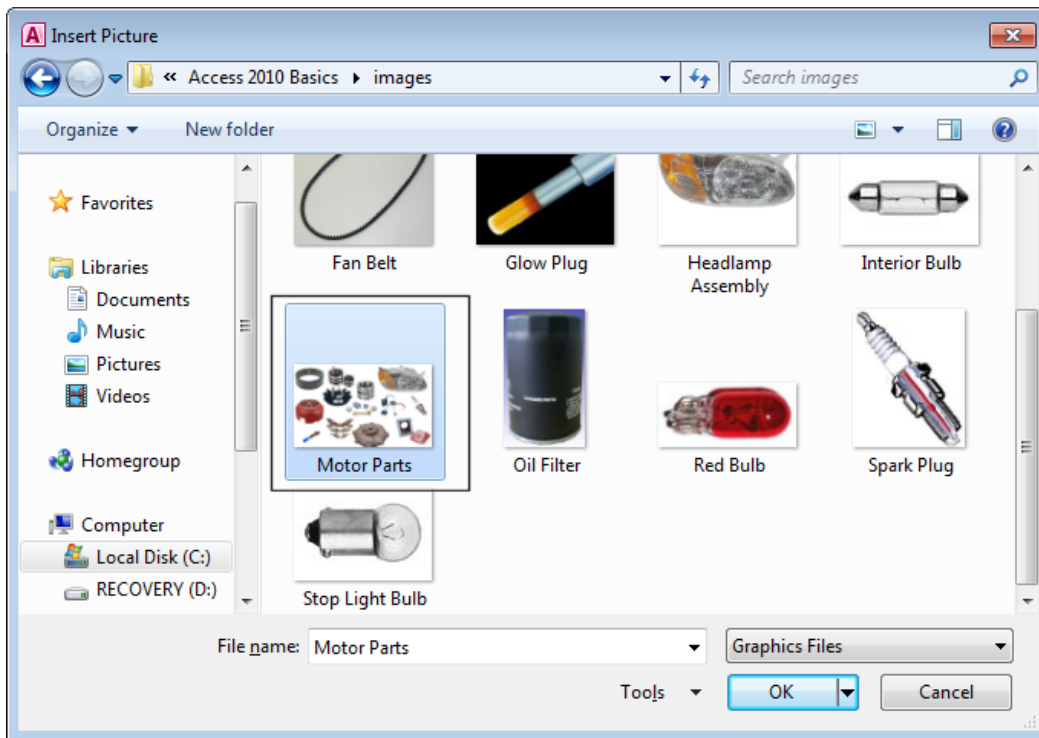 Insert Picture
« Access 2010 Basics ▸ images
Search images
Organize
New folder
Favorites
Libraries
Documents
Music
Pictures
Videos
Homegroup
Computer
Local Disk (C:)
RECOVERY (D:)
Fan Belt
Glow Plug
Headlamp
Assembly
Interior Bulb
Motor Parts
Oil Filter
Red Bulb
Spark Plug
Stop Light Bulb
File name: Motor Parts
Graphics Files
Tools
OK
Cancel